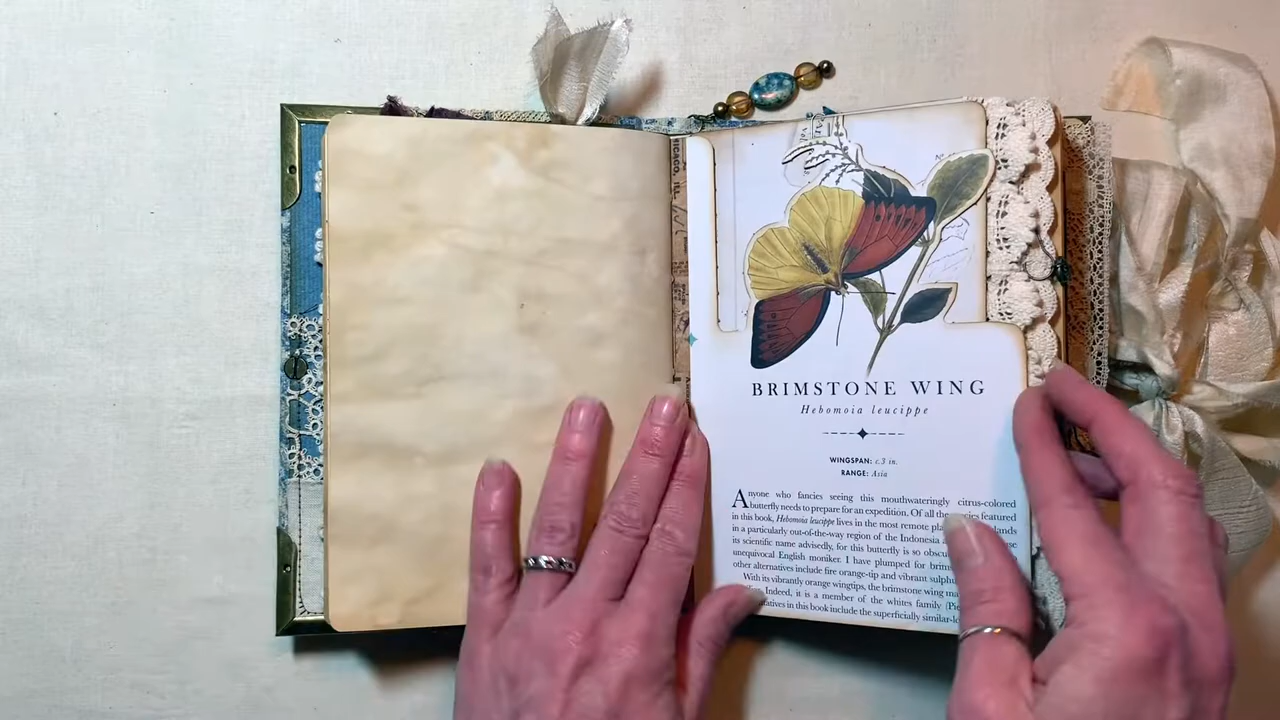 CHICAGO, ILL.
No
BRIMSTONE WING
Hebomoia leucippe
WINGSPAN: c.3 in.
RANGE: Asia
Anyone who fancies seeing this mouthwateringly citrus-colored
butterfly needs to prepare for an expedition. Of all the featured
in this book, Hebomoia leucippe lives in the most remote
in a particularly out-of-the-way region of the Indonesia
its scientific name advisedly, for this butterfly is so
unequivocal English moniker. I have plumped for
other alternatives include fire orange-tip and vibrant
With its vibrantly orange wingtips, the brimstone wing
Indeed, it is a member of the whites family
in this book include the superficially